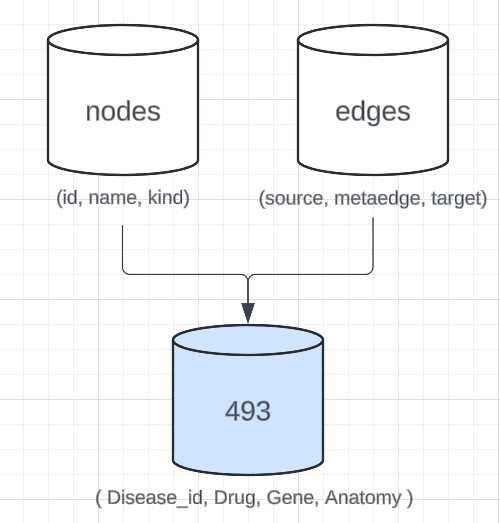 nodes
edges
(id, name, kind)
(source, metaedge, target)
493
( Disease_id, Drug, Gene, Anatomy )